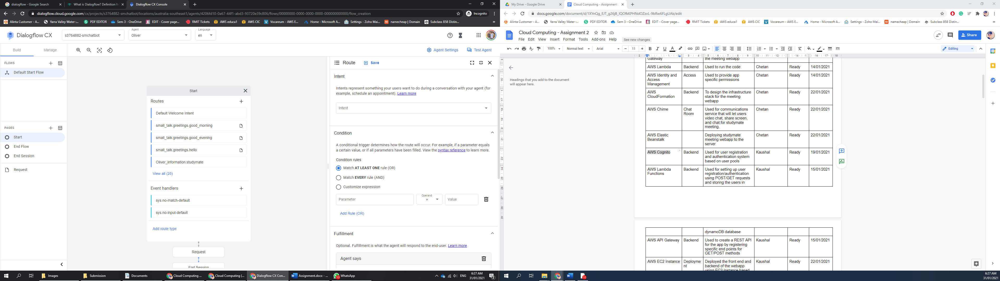 dialogflow - Google Search
What is Dialogflow? Definition fr
Dialogflow CX Console
dialogflow.cloud.google.com/cx/projects/s3764882-smchatbot/locations/australia-southeast1/agents/4206fd10-0a67-44f1-abd3-93720e39c806/flows/00000000-0000-0000-0000-000000000000/flow_creation
Incognito
Alinta Customer - A...
Yarra Valley Water :...
PDF EDITOR
Sem 3 - OneDrive
EDIT - Cover page...
RMIT Tickets
AWS educa1
AWS CIC
Vocareum - AWS E...
Home - Microsoft A...
Settings - Zoho Mai...
namecheap | Domain
Subclass 858 Distin...
Dialogflow CX
s3764882-smchatbot
Agent
Oliver
Language
en
Build
Manage
Agent Settings
Test Agent
FLOWS
Default Start Flow
PAGES
Start
End Flow
End Session
Request
Start
Routes
Default Welcome Intent
small_talk.greetings.good_morning
small_talk.greetings.good_evening
small_talk.greetings.hello
Oliver_information.studymate
View all (25)
Event handlers
sys.no-match-default
sys.no-input-default
Add route type
Request
End Session
Route
Save
Intent
Intents represent something your users want to do during a conversation with your agent (for
example, schedule an appointment). Learn more
Intent
Condition
A conditional trigger determines how the route will occur. For example, if a parameter equals
a certain value, or if all parameters have been filled. View the syntax reference to learn more.
Condition rules
Match AT LEAST ONE rule (OR)
Match EVERY rule (AND)
Customize expression
Parameter
Operand
=
Value
Add Rule (OR)
Fulfillment
Optional. Fulfillment is what the agent will respond to the end-user. Learn more
Agent says
Images
Submission
Documents
Cloud Computing ...
Cloud Computing (...
Dialogflow CX Con...
Assignment.docx - ...
WhatsApp
ENG
6:27 AM
31/01/2021
My Drive - Google Drive
Cloud Computing - Assignment
docs.google.com/document/d/1XYnQg_EJT_g26jB_IQOfkKPHNdOZzvL-9bRw6FLgUAk/edit
Alinta Customer - A...
Yarra Valley Water :...
PDF EDITOR
Sem 3 - OneDrive
EDIT - Cover page...
RMIT Tickets
AWS educa1
AWS CIC
Vocareum - AWS E...
Home - Microsoft A...
Settings - Zoho Mai...
namecheap | Domain
Subclass 858 Distin...
Cloud Computing - Assignment 2
File Edit View Insert Format Tools Add-ons Help See new changes
Share
100% Normal text Arial 11
Editing
Headings that you add to the document
will appear here.
Gateway the meeting webapp
AWS Lambda Backend Used to run the code Chetan Ready 14/01/2021
AWS Identity and Access Used to provide app Chetan Ready 14/01/2021
Access specific permissions
Management
AWS Backend To design the infrastructure Chetan Ready 22/01/2021
CloudFormation stack for the meeting
webapp
AWS Chime Chat Used for communications Chetan Ready 22/01/2021
Room service that will let users
video chat, share screen,
and chat.for studymate
meeting.
AWS Elastic Deploying studymate Chetan Ready 22/01/2021
Beanstalk meeting webapp to the
server
AWS Cognito Backend Used for user registration Kaushal Ready 19/01/2021
and authentication system
based on user pools
AWS Lambda Backend Used for setting up user Kaushal Ready 15/01/2021
Functions registration/authentication
using POST/GET requests
and storing the users in
dynamoDB database
AWS API Gateway Backend Used to create a REST API Kaushal Ready 15/01/2021
for the app by registering
specific end points for
GET/POST methods
AWS EC2 Instance Deployme Deployed the front end and Kaushal Ready 22/01/2021
nt backend of the webapp
using EC2 Instance based
6:27 AM
31/01/2021